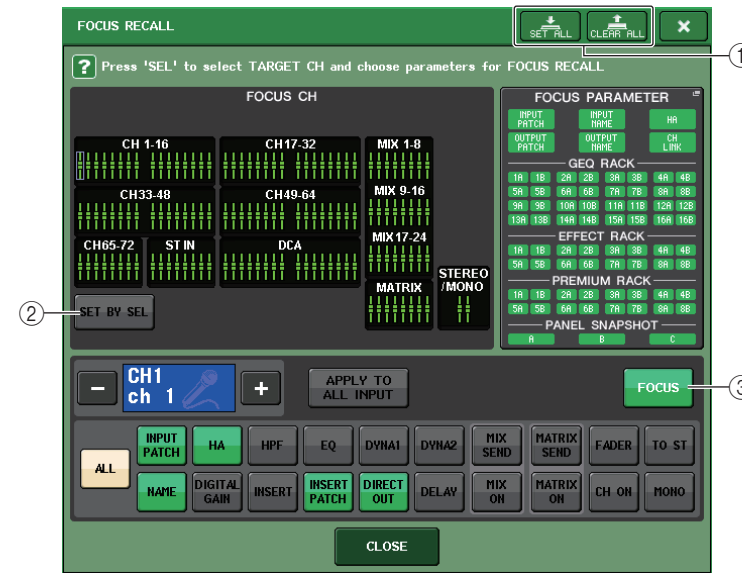 FOCUS RECALL
SET ALL
CLEAR ALL
×
1
? Press 'SEL' to select TARGET CH and choose parameters for FOCUS RECALL
FOCUS CH
CH 1-16
CH17-32
MIX 1-8
CH33-48
CH49-64
MIX 9-16
CH65-72
ST IN
DCA
MIX17-24
MATRIX
STEREO
/MONO
2
SET BY SEL
FOCUS PARAMETER
INPUT PATCH
INPUT NAME
HA
OUTPUT PATCH
OUTPUT NAME
CH LINK
GEQ RACK
1A 1B 2A 2B 3A 3B 4A 4B
5A 5B 6A 6B 7A 7B 8A 8B
9A 9B 10A 10B 11A 11B 12A 12B
13A 13B 14A 14B 15A 15B 16A 16B
EFFECT RACK
1A 1B 2A 2B 3A 3B 4A 4B
5A 5B 6A 6B 7A 7B 8A 8B
PREMIUM RACK
1A 1B 2A 2B 3A 3B 4A 4B
5A 5B 6A 6B 7A 7B 8A 8B
PANEL SNAPSHOT
A B C
−
CH1
ch 1
+
APPLY TO
ALL INPUT
FOCUS
3
ALL
INPUT PATCH
HA
HPF
EQ
DYNA1
DYNA2
MIX SEND
MATRIX SEND
FADER
TO ST
NAME
DIGITAL GAIN
INSERT
INSERT PATCH
DIRECT OUT
DELAY
MIX ON
MATRIX ON
CH ON
MONO
CLOSE